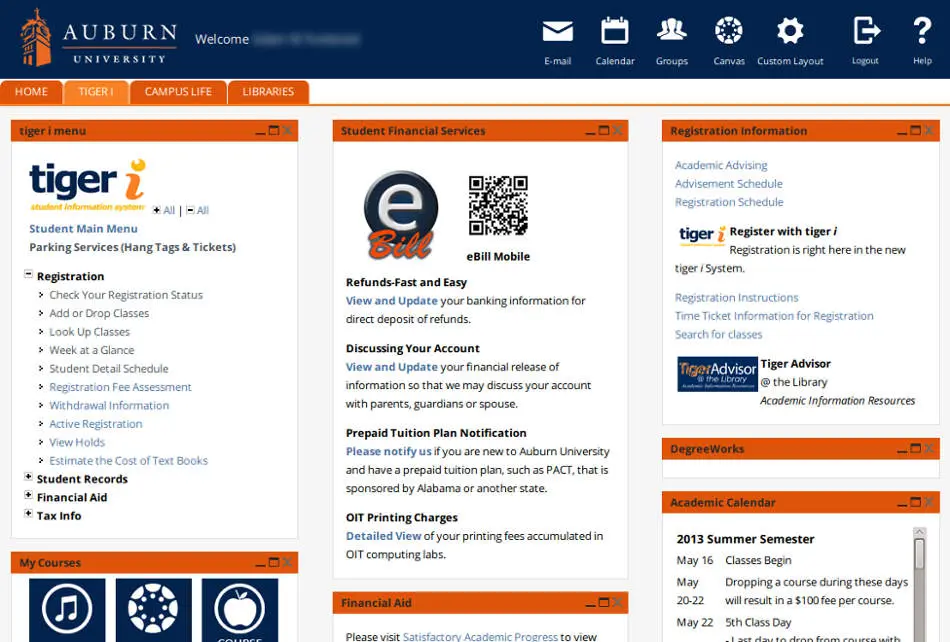 AUBURN
UNIVERSITY
Welcome
E-mail
Calendar
Groups
Canvas
Custom Layout
Logout
Help
HOME
TIGER I
CAMPUS LIFE
LIBRARIES
tiger i menu
tiger i
student information system
All | All
Student Main Menu
Parking Services (Hang Tags & Tickets)
Registration
Check Your Registration Status
Add or Drop Classes
Look Up Classes
Week at a Glance
Student Detail Schedule
Registration Fee Assessment
Withdrawal Information
Active Registration
View Holds
Estimate the Cost of Text Books
Student Records
Financial Aid
Tax Info
My Courses
COURSE
Student Financial Services
e
Bill
eBill Mobile
Refunds-Fast and Easy
View and Update your banking information for
direct deposit of refunds.
Discussing Your Account
View and Update your financial release of
information so that we may discuss your account
with parents, guardians or spouse.
Prepaid Tuition Plan Notification
Please notify us if you are new to Auburn University
and have a prepaid tuition plan, such as PACT, that is
sponsored by Alabama or another state.
OIT Printing Charges
Detailed View of your printing fees accumulated in
OIT computing labs.
Financial Aid
Please visit Satisfactory Academic Progress to view
Registration Information
Academic Advising
Advisement Schedule
Registration Schedule
tiger i
Register with tiger i
Registration is right here in the new
tiger i System.
Registration Instructions
Time Ticket Information for Registration
Search for classes
TigerAdvisor
@ the Library
Academic Information Resources
Tiger Advisor
@ the Library
Academic Information Resources
DegreeWorks
Academic Calendar
2013 Summer Semester
May 16 Classes Begin
May Dropping a course during these days
20-22 will result in a $100 fee per course.
May 22 5th Class Day
- Last day to drop from course with